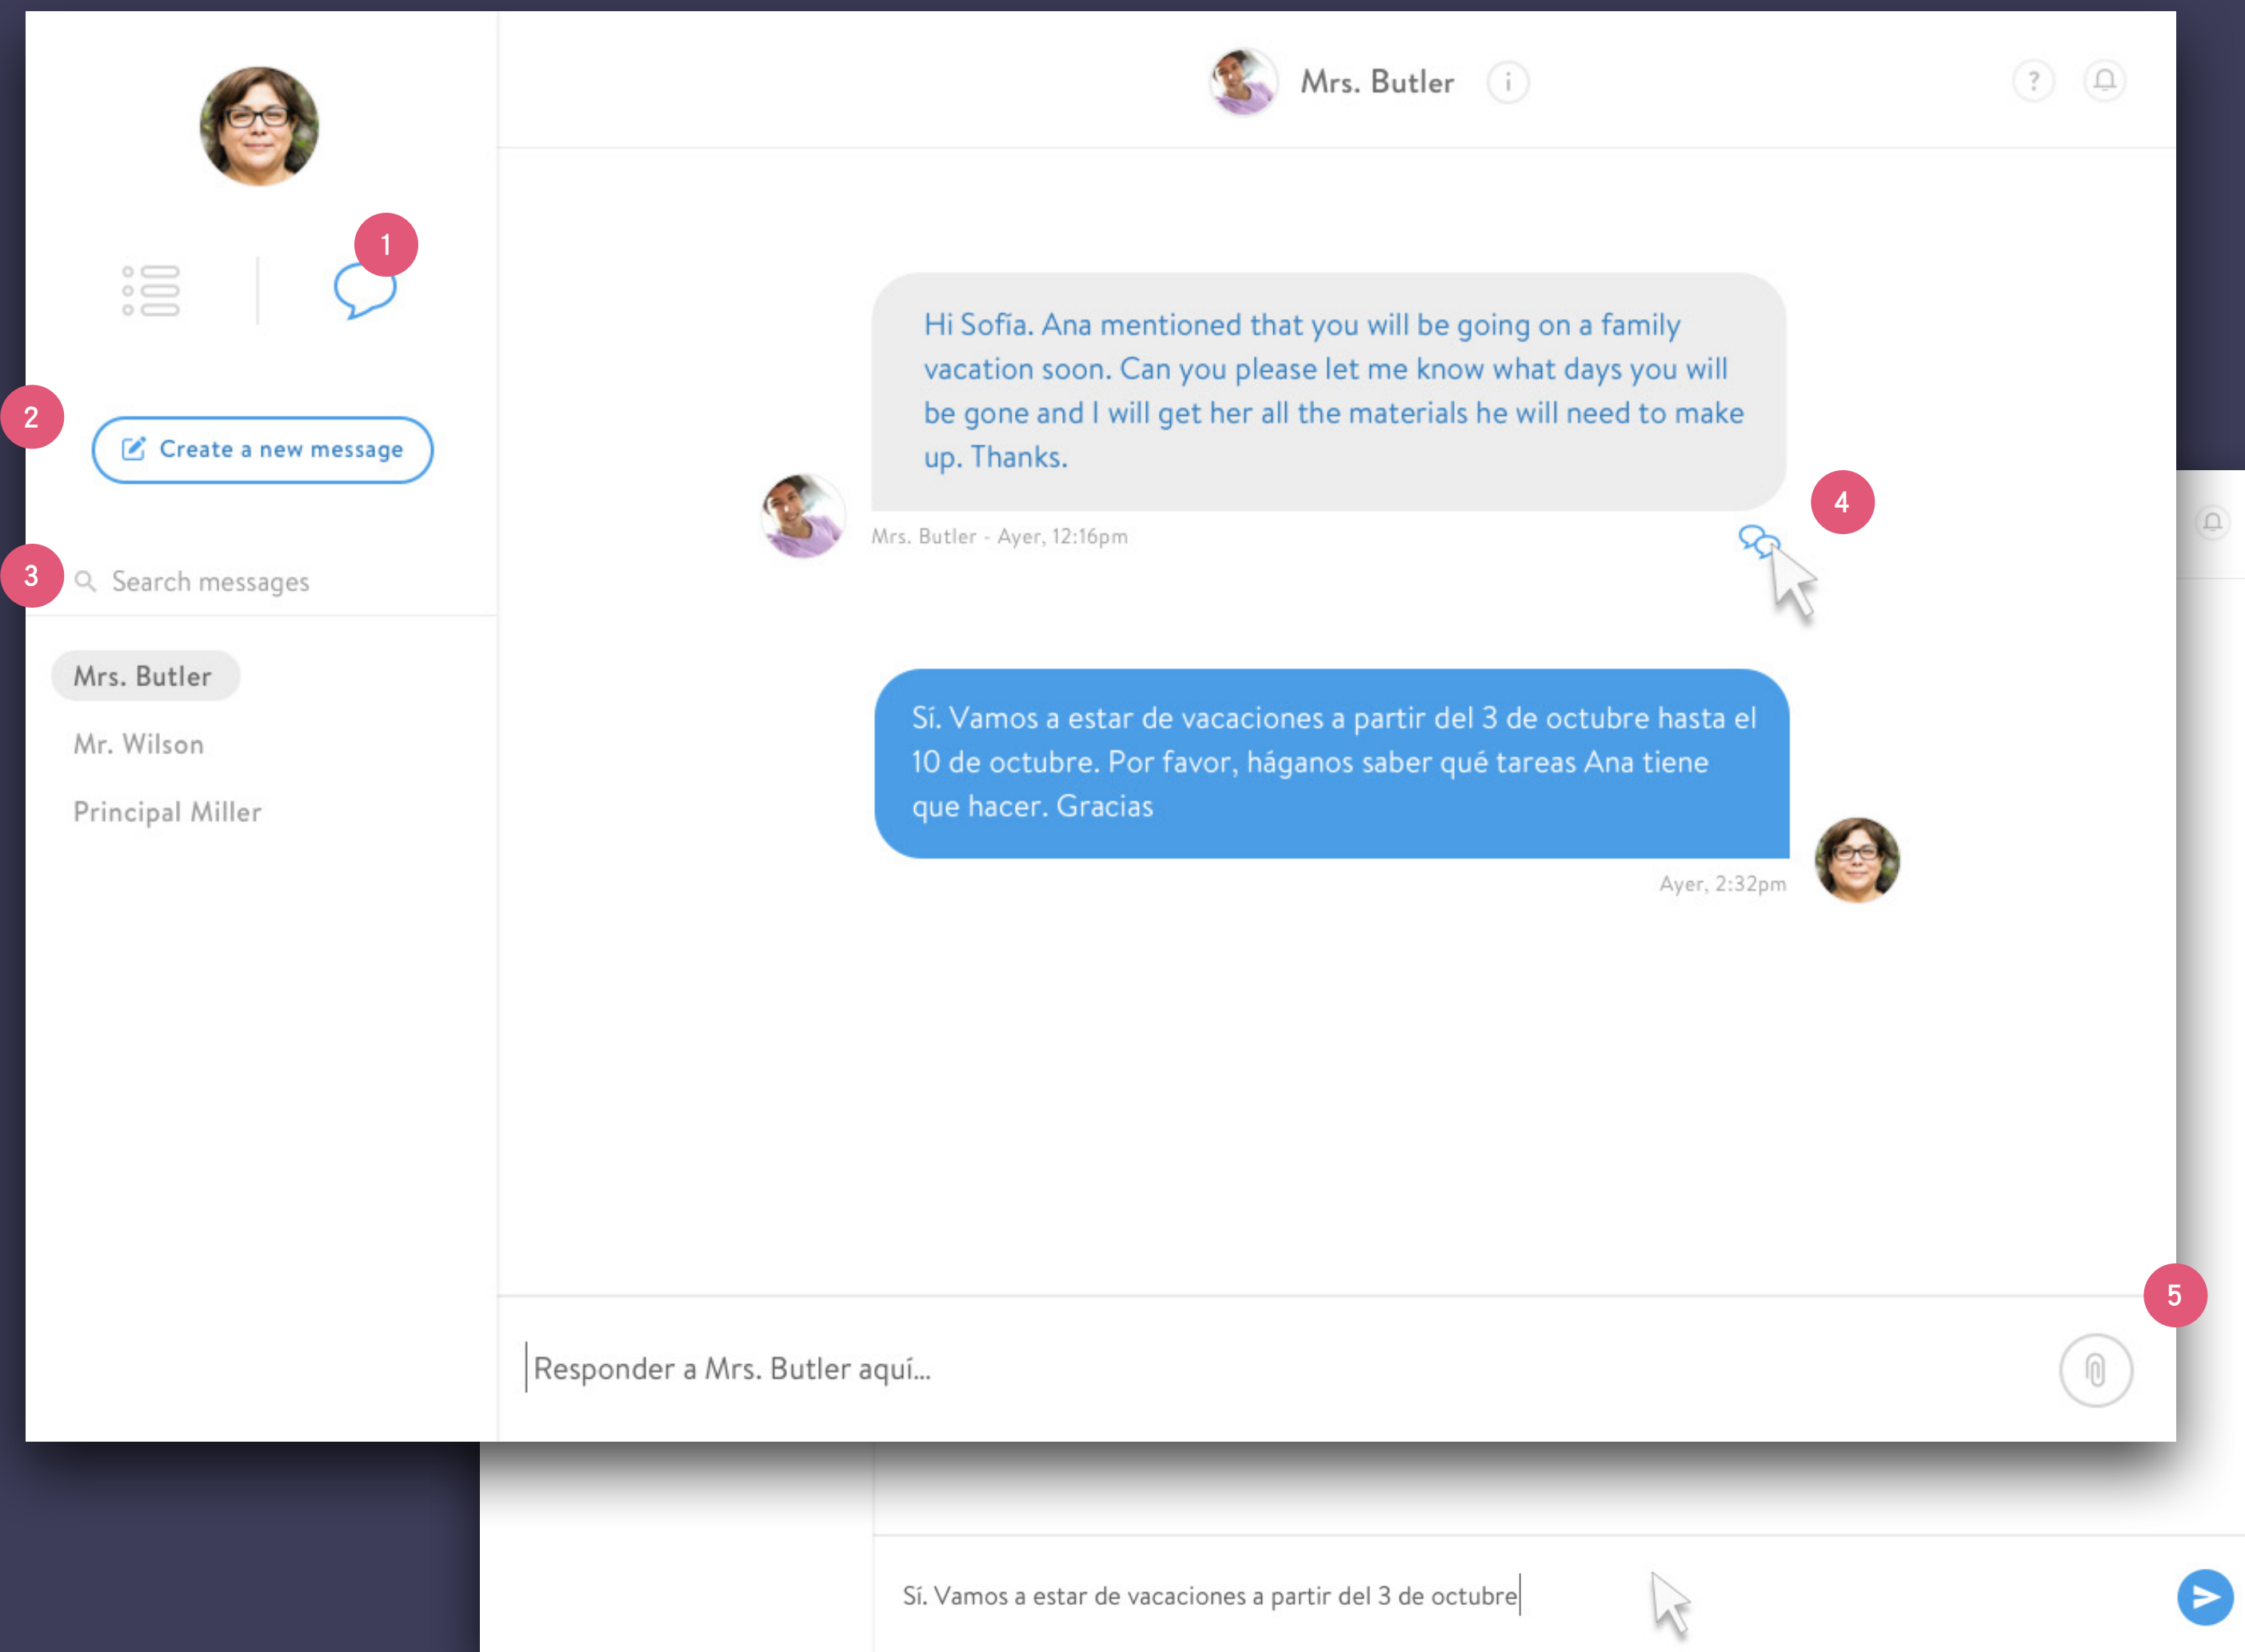 Mrs. Butler
i
?
1
2
Create a new message
3
Search messages
Mrs. Butler
Mr. Wilson
Principal Miller
Hi Sofía. Ana mentioned that you will be going on a family
vacation soon. Can you please let me know what days you will
be gone and I will get her all the materials he will need to make
up. Thanks.
4
Mrs. Butler - Ayer, 12:16pm
Sí. Vamos a estar de vacaciones a partir del 3 de octubre hasta el
10 de octubre. Por favor, háganos saber qué tareas Ana tiene
que hacer. Gracias
Ayer, 2:32pm
5
Responder a Mrs. Butler aquí...
Sí. Vamos a estar de vacaciones a partir del 3 de octubre